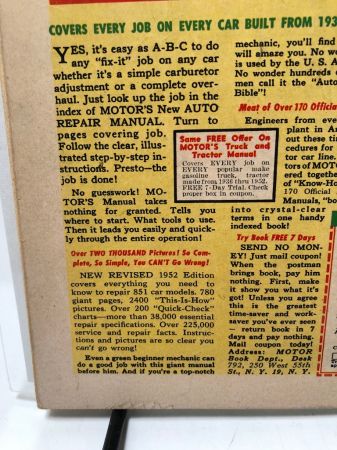 COVERS EVERY JOB ON EVERY CAR BUILT FROM 193
YES, it's easy as A-B-C to do
any "fix-it" job on any car
whether it's a simple carburetor
adjustment or a complete over-
haul. Just look up the job in the
index of MOTOR'S New AUTO
REPAIR MANUAL. Turn to
pages covering job.
Follow the clear, illus-
trated step-by-step in-
structions. Presto—the
job is done!
No guesswork! MO-
TOR'S Manual takes
nothing for granted. Tells you
where to start. What tools to use.
Then it leads you easily and quick-
ly through the entire operation!
Over TWO THOUSAND Pictures! So Com-
plete, So Simple, You CAN'T Go Wrong!
NEW REVISED 1952 Edition
covers everything you need to
know to repair 851 car models. 780
giant pages, 2400 "This-Is-How"
pictures. Over 200 "Quick-Check"
charts—more than 38,000 essential
repair specifications. Over 225,000
service and repair facts. Instruc-
tions and pictures are so clear you
can't go wrong!
Even a green beginner mechanic can
do a good job with this giant manual
before him. And if you're a top-notch
Same FREE Offer On
MOTOR'S Truck and
Tractor Manual
Covers EVERY job on
EVERY popular make
gasoline truck, tractor
made from 1936 thru 1952.
FREE 7-Day Trial. Check
proper box in coupon.
mechanic, you'll find
will amaze you. No wo
is used by the U. S. A
No wonder hundreds o
men call it the "Auto
Bible"!
Meat of Over 170 Officia
Engineers from eve
plant in Am
out these tim
cedures for
tor car line.
tors of MOTO
ered togethe
of "Know-Ho
170 Official
Manuals, "bo
into crystal-clear
terms in one handy
indexed book!
Try Book FREE 7 Days
SEND NO MON-
EY! Just mail coupon!
When the postman
brings book, pay him
nothing. First, make
it show you what it's
got! Unless you agree
this is the greatest
time-saver and work-
saver you've ever seen
— return book in 7
days and pay nothing.
Mail coupon today!
Address: MOTOR
Book Dept., Desk
792, 250 West 55th
St., N. Y. 19, N. Y.